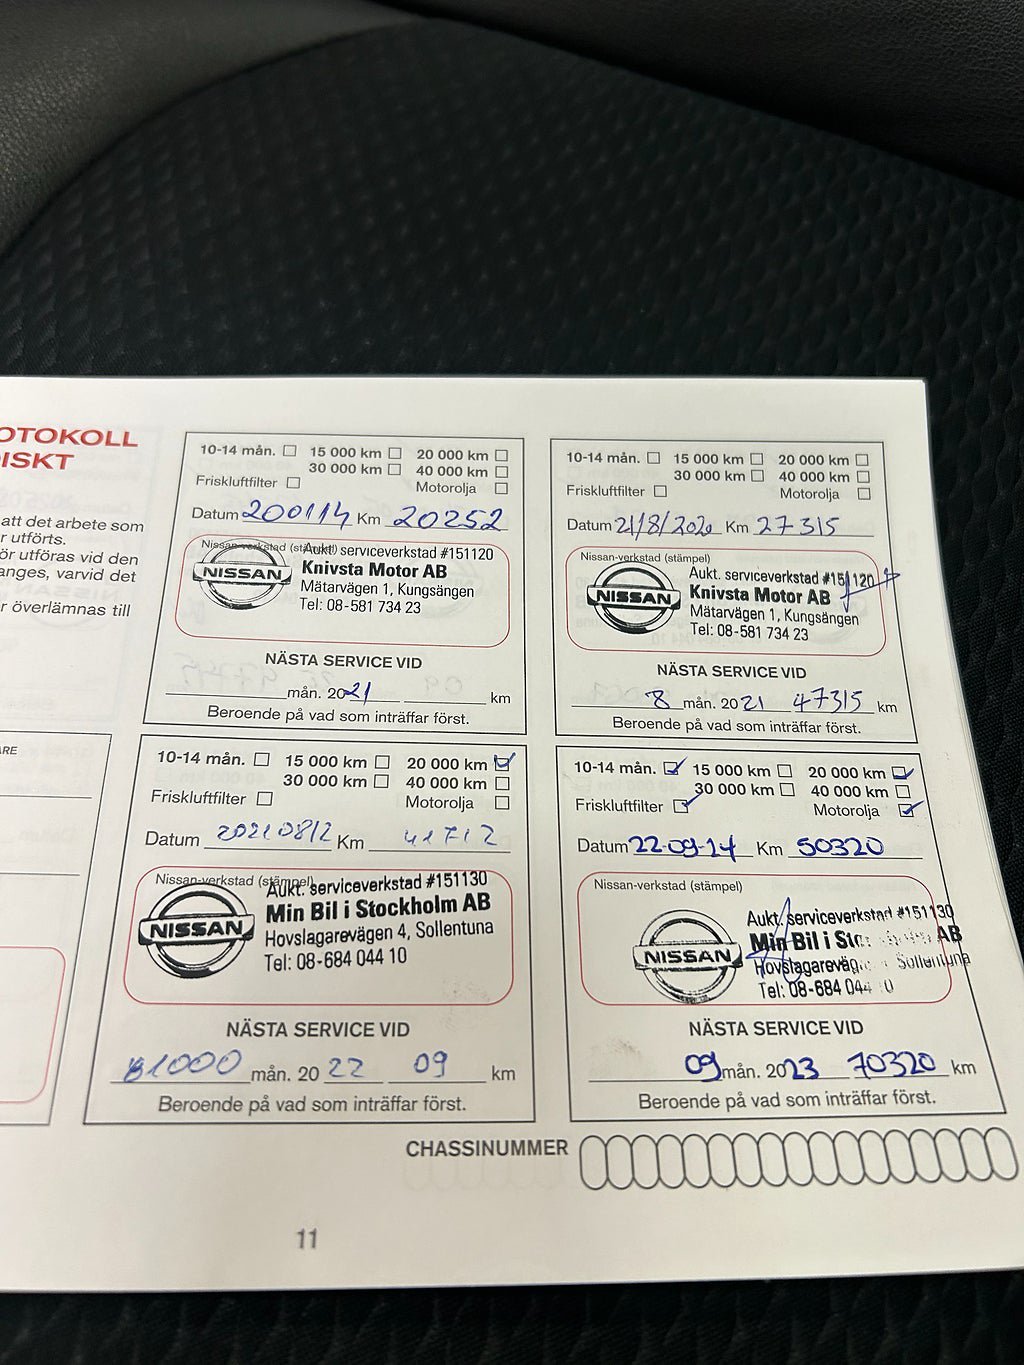 OTOKOLL
ISKT
att det arbete som
r utförts.
ör utföras vid den
anges, varvid det
r överlämnas till
ARE
10-14 mån. 15 000 km 20 000 km
30 000 km 40 000 km
Friskluftfilter Motorolja
Datum 200114 Km 20252
Nissan-verkstad (stämpel)
Aukt. serviceverkstad #151120
NISSAN
Knivsta Motor AB
Mätarvägen 1, Kungsängen
Tel: 08-581 734 23
NÄSTA SERVICE VID
mån. 2021 km
Beroende på vad som inträffar först.
10-14 mån. 15 000 km 20 000 km
30 000 km 40 000 km
Friskluftfilter Motorolja
Datum 21/8/2020 Km 27315
Nissan-verkstad (stämpel)
Aukt. serviceverkstad #151120
NISSAN
Knivsta Motor AB
Mätarvägen 1, Kungsängen
Tel: 08-581 734 23
NÄSTA SERVICE VID
8 mån. 2021 47315 km
Beroende på vad som inträffar först.
10-14 mån. 15 000 km 20 000 km
30 000 km 40 000 km
Friskluftfilter Motorolja
Datum 20210812 Km 41712
Nissan-verkstad (stämpel)
Aukt. serviceverkstad #151130
NISSAN
Min Bil i Stockholm AB
Hovslagarevägen 4, Sollentuna
Tel: 08-684 044 10
NÄSTA SERVICE VID
61000 mån. 20 22 09 km
Beroende på vad som inträffar först.
10-14 mån. 15 000 km 20 000 km
30 000 km 40 000 km
Friskluftfilter Motorolja
Datum 22-09-14 Km 50320
Nissan-verkstad (stämpel)
Aukt. serviceverkstad #151130
NISSAN
Min Bil i AB
Sollentuna
Tel: 08-684 044 10
NÄSTA SERVICE VID
09 mån. 2023 70320 km
Beroende på vad som inträffar först.
CHASSINUMMER
11